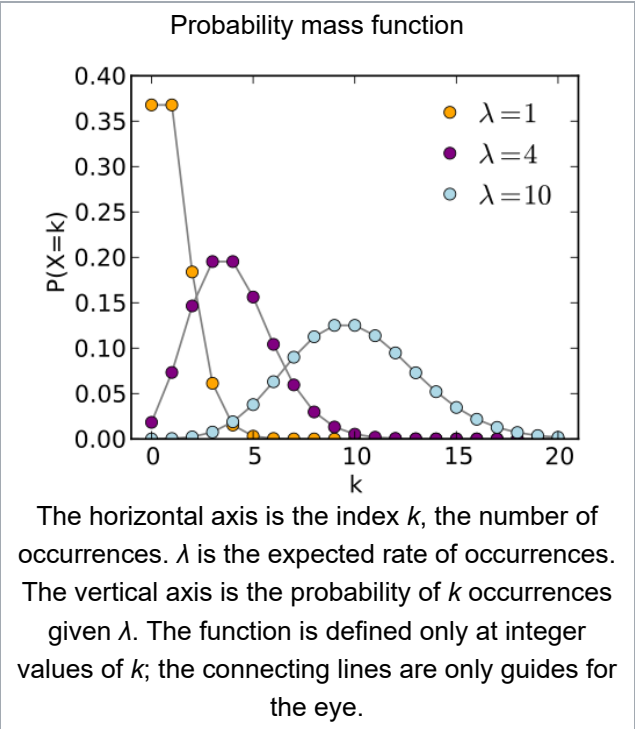 Probability mass function
0.40
0.35
0.30
0.25
0.20
0.15
0.10
0.05
0.00
P(X=k)
λ=1
λ=4
λ=10
0 5 10 15 20
k
The horizontal axis is the index k, the number of
occurrences. λ is the expected rate of occurrences.
The vertical axis is the probability of k occurrences
given λ. The function is defined only at integer
values of k; the connecting lines are only guides for
the eye.